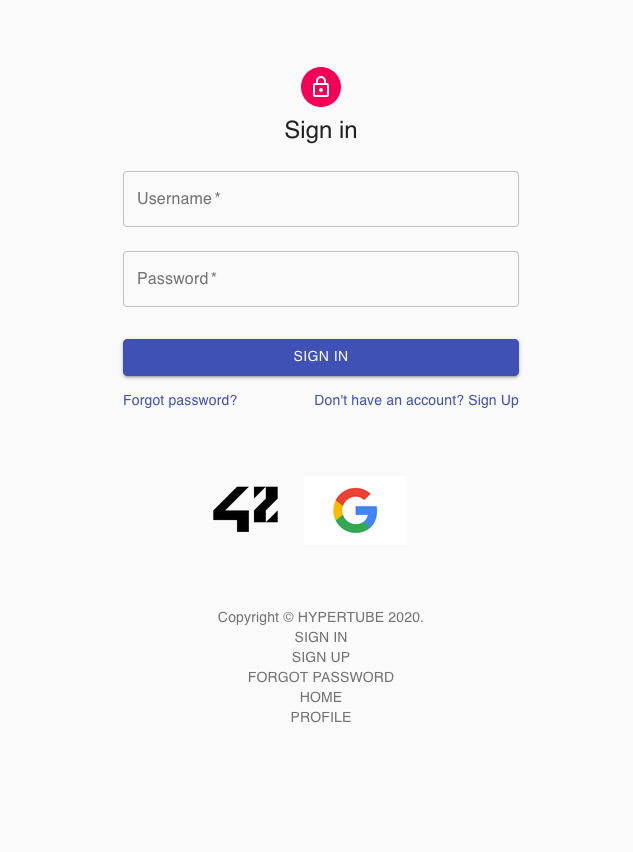 Sign in
Username *
Password *
SIGN IN
Forgot password?
Don't have an account? Sign Up
42
Copyright © HYPERTUBE 2020.
SIGN IN
SIGN UP
FORGOT PASSWORD
HOME
PROFILE